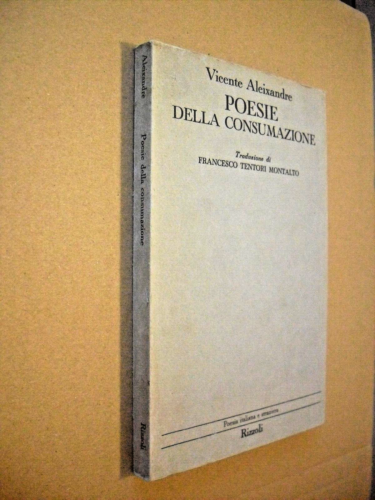 Vicente Aleixandre
POESIE
DELLA CONSUMAZIONE
Traduzione di
FRANCESCO TENTORI MONTALTO
Poesia italiana e straniera
Rizzoli
Aleixandre
Poesie della consumazione
Rizzoli